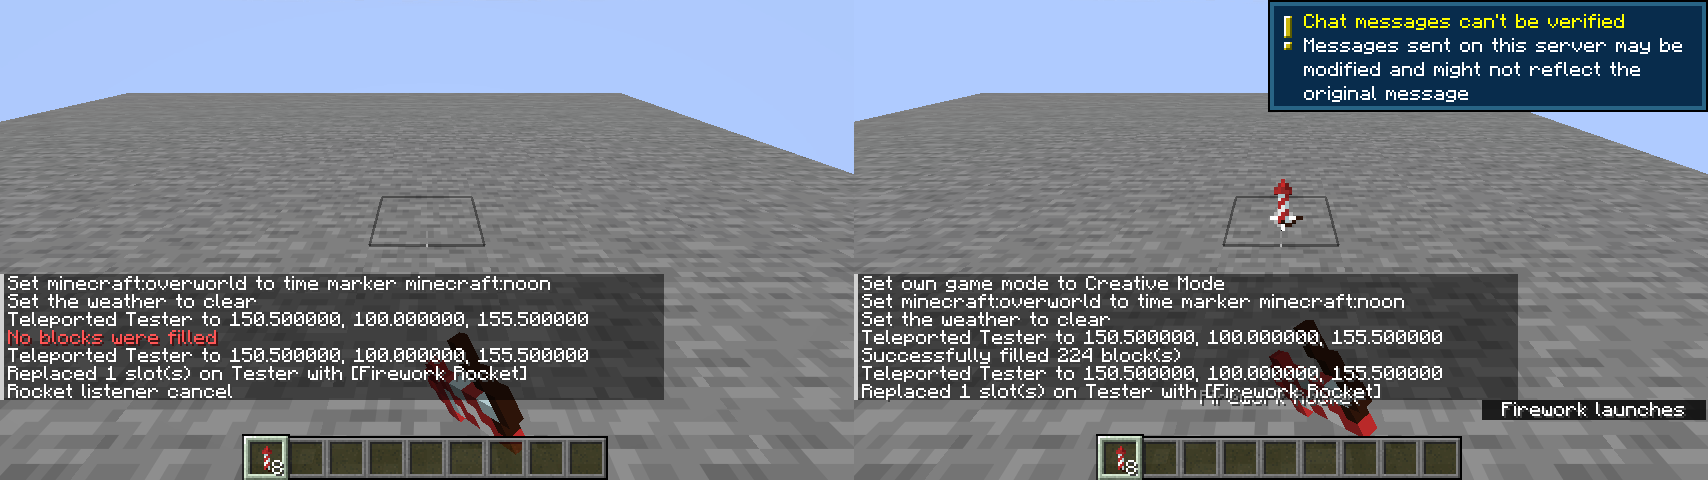 Set minecraft:overworld to time marker minecraft:noon
Set the weather to clear
Teleported Tester to 150.500000, 100.000000, 155.500000
No blocks were filled
Teleported Tester to 150.500000, 100.000000, 155.500000
Replaced 1 slot(s) on Tester with [Firework Rocket]
Rocket listener cancel
8
Chat messages can't be verified
Messages sent on this server may be
modified and might not reflect the
original message
Set own game mode to Creative Mode
Set minecraft:overworld to time marker minecraft:noon
Set the weather to clear
Teleported Tester to 150.500000, 100.000000, 155.500000
Successfully filled 224 block(s)
Teleported Tester to 150.500000, 100.000000, 155.500000
Replaced 1 slot(s) on Tester with [Firework Rocket]
Firework Rocket
Firework launches
8